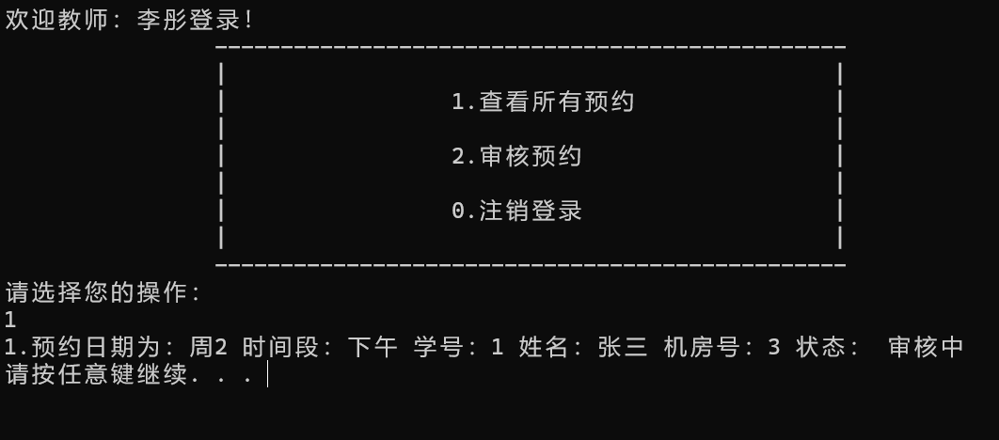 欢迎教师：李彤登录！
1.查看所有预约
2.审核预约
0.注销登录
请选择您的操作：
1
1.预约日期为：周2 时间段：下午 学号：1 姓名：张三 机房号：3 状态： 审核中
请按任意键继续. . .